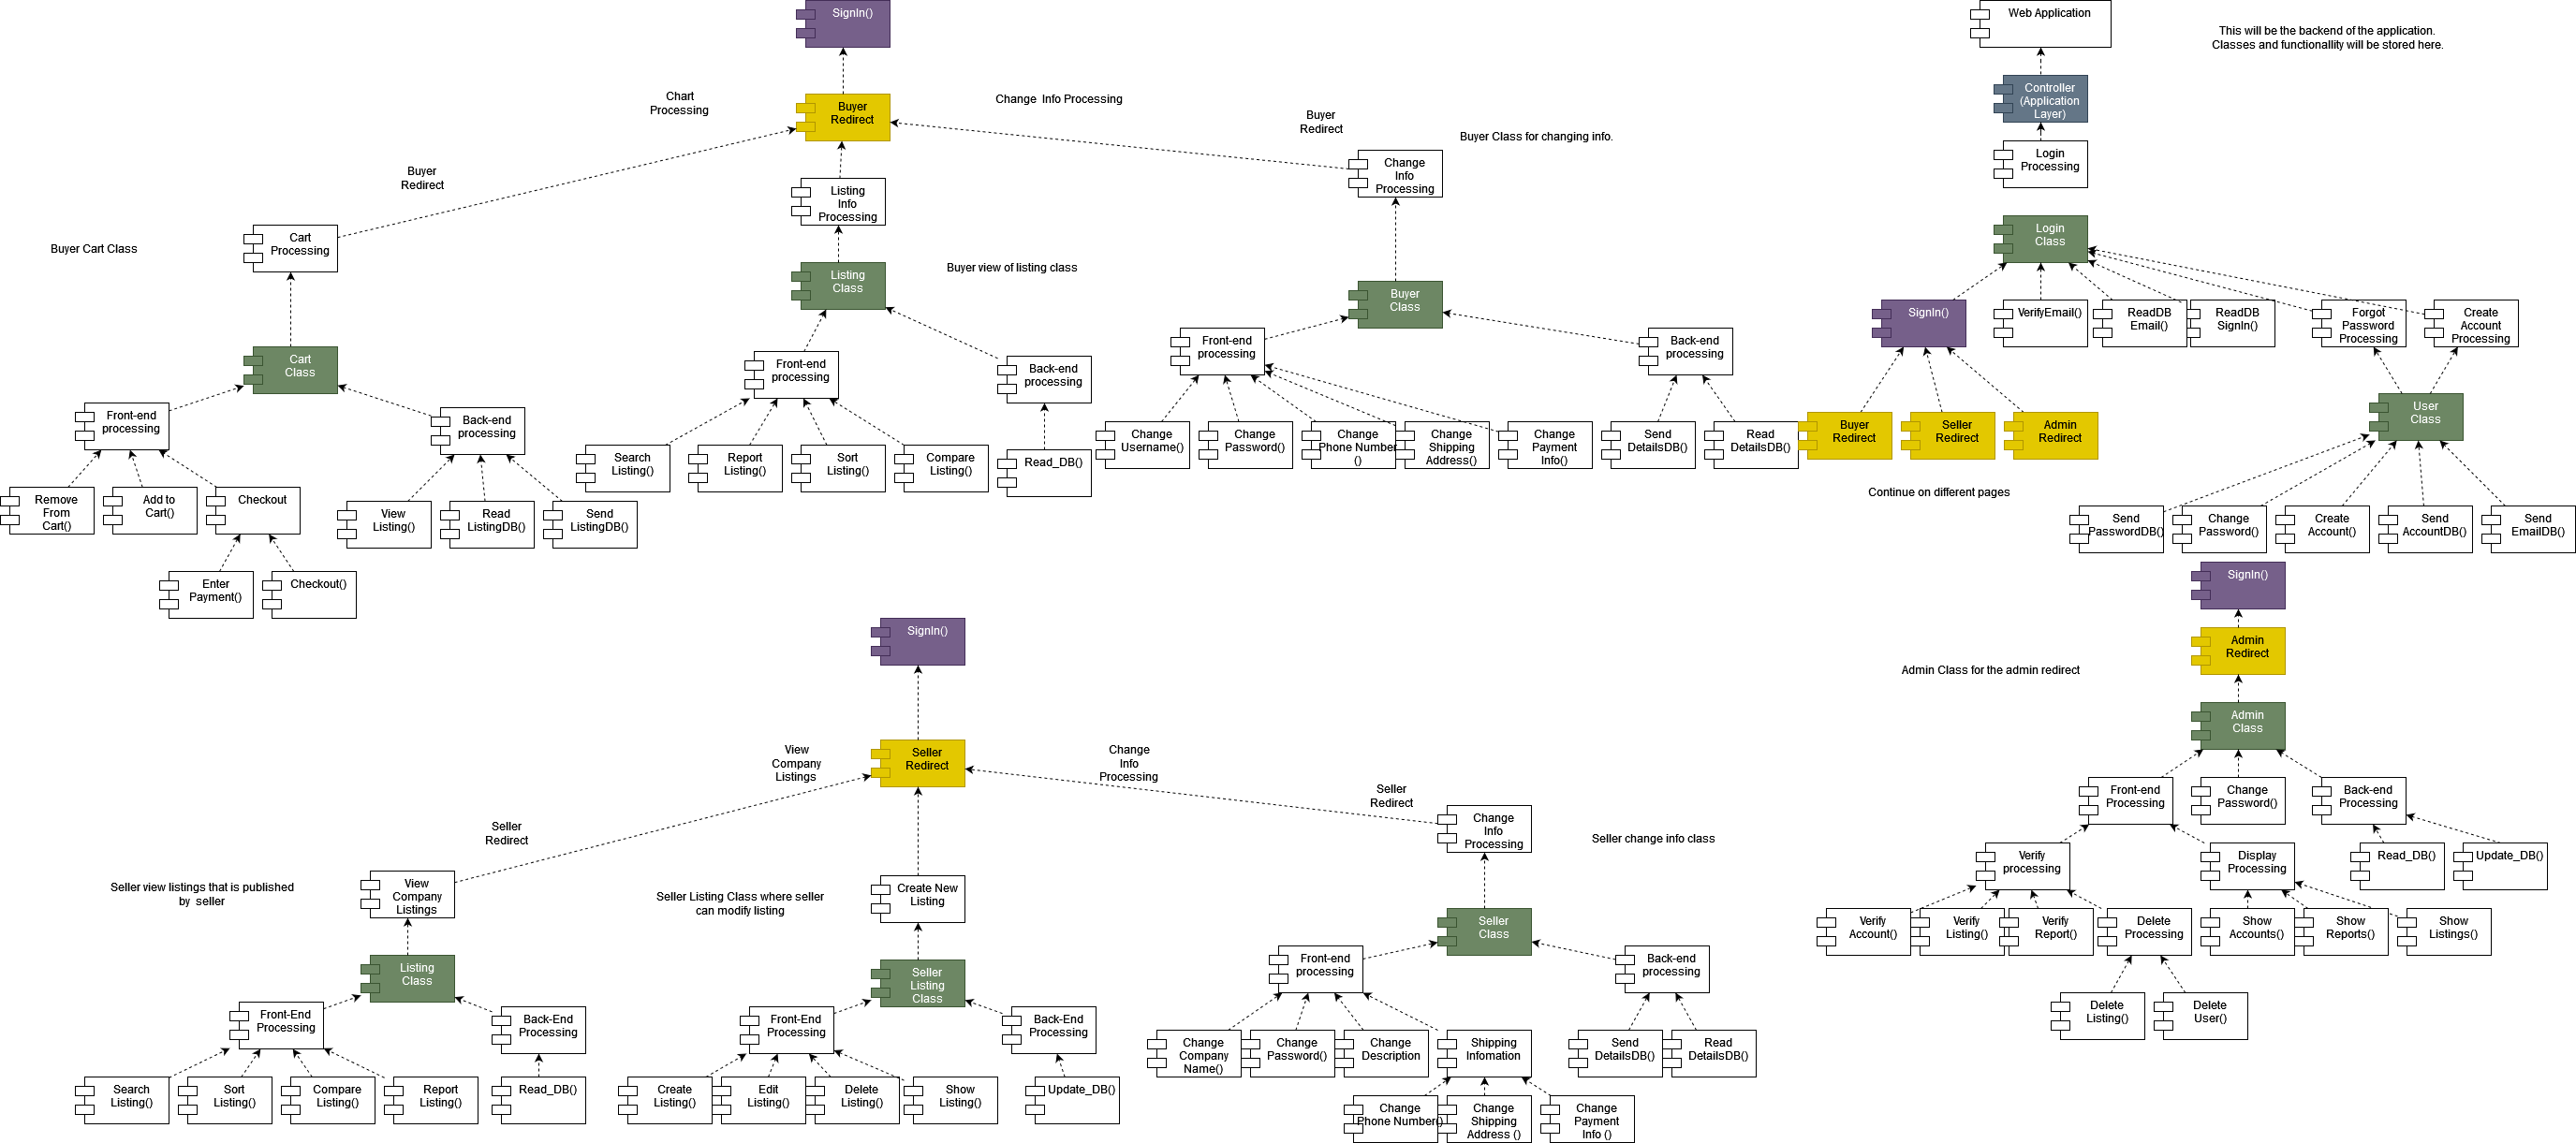 SignIn()
Buyer
Redirect
Chart
Processing
Change  Info Processing
Buyer
Redirect
Buyer Class for changing info.
Change
Info
Processing
Buyer
Redirect
Listing
Info
Processing
Cart
Processing
Buyer Cart Class
Listing
Class
Buyer view of listing class
Buyer
Class
Cart
Class
Front-end
processing
Back-end
processing
Remove
From
Cart()
Add to
Cart()
Checkout
View
Listing()
Read
ListingDB()
Send
ListingDB()
Enter
Payment()
Checkout()
Front-end
processing
Back-end
processing
Search
Listing()
Report
Listing()
Sort
Listing()
Compare
Listing()
Read_DB()
Front-end
processing
Back-end
processing
Change
Username()
Change
Password()
Change
Phone Number
()
Change
Shipping
Address()
Change
Payment
Info()
Send
DetailsDB()
Read
DetailsDB()
Web Application
This will be the backend of the application.
Classes and functionallity will be stored here.
Controller
(Application
Layer)
Login
Processing
Login
Class
SignIn()
VerifyEmail()
ReadDB
Email()
ReadDB
SignIn()
Forgot
Password
Processing
Create
Account
Processing
Buyer
Redirect
Seller
Redirect
Admin
Redirect
User
Class
Continue on different pages
Send
PasswordDB()
Change
Password()
Create
Account()
Send
AccountDB()
Send
EmailDB()
SignIn()
Admin
Redirect
Admin Class for the admin redirect
Admin
Class
Front-end
Processing
Change
Password()
Back-end
Processing
Verify
processing
Display
Processing
Read_DB()
Update_DB()
Verify
Account()
Verify
Listing()
Verify
Report()
Delete
Processing
Show
Accounts()
Show
Reports()
Show
Listings()
Delete
Listing()
Delete
User()
SignIn()
Seller
Redirect
View
Company
Listings
Change
Info
Processing
Seller
Redirect
Seller
Redirect
Change
Info
Processing
Seller change info class
Seller view listings that is published
by  seller
View
Company
Listings
Seller Listing Class where seller
can modify listing
Create New
Listing
Seller
Class
Listing
Class
Seller
Listing
Class
Front-End
Processing
Back-End
Processing
Search
Listing()
Sort
Listing()
Compare
Listing()
Report
Listing()
Read_DB()
Front-End
Processing
Back-End
Processing
Create
Listing()
Edit
Listing()
Delete
Listing()
Show
Listing()
Update_DB()
Front-end
processing
Back-end
processing
Change
Company
Name()
Change
Password()
Change
Description
Shipping
Infomation
Send
DetailsDB()
Read
DetailsDB()
Change
Phone Number()
Change
Shipping
Address ()
Change
Payment
Info ()